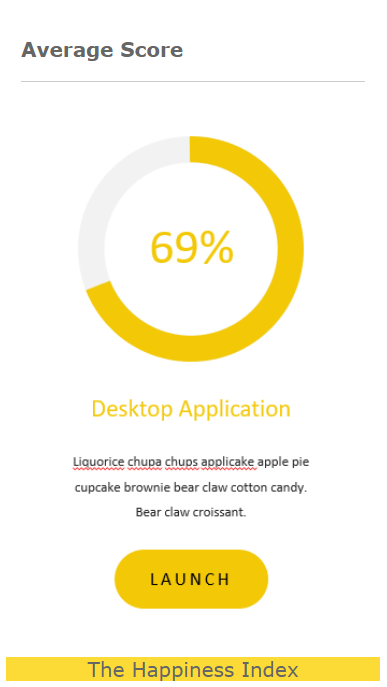 Average Score
69%
Desktop Application
Liquorice chupa chups applicake apple pie
cupcake brownie bear claw cotton candy.
Bear claw croissant.
LAUNCH
The Happiness Index